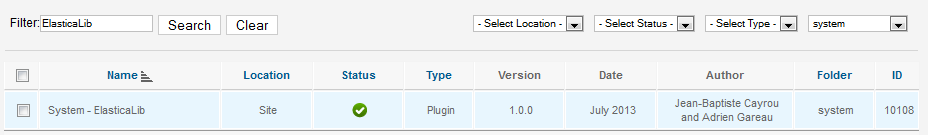 Filter: ElasticaLib Search Clear - Select Location - - Select Status - - Select Type - system
Name Location Status Type Version Date Author Folder ID
System - ElasticaLib Site Plugin 1.0.0 July 2013 Jean-Baptiste Cayrou and Adrien Gareau system 10108